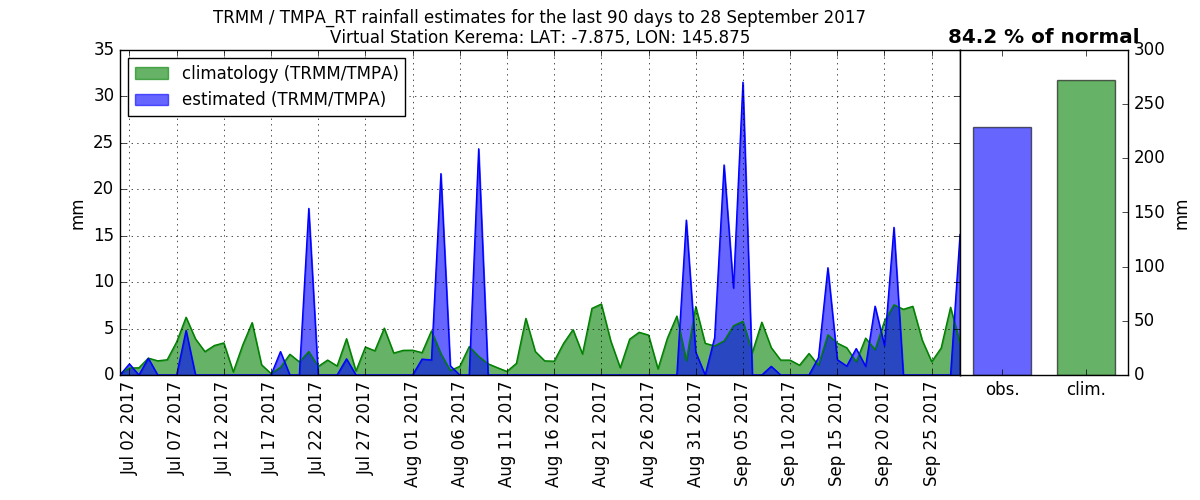 TRMM / TMPA_RT rainfall estimates for the last 90 days to 28 September 2017
Virtual Station Kerema: LAT: -7.875, LON: 145.875
84.2 % of normal
climatology (TRMM/TMPA)
estimated (TRMM/TMPA)
35
30
25
20
15
10
5
0
mm
Jul 02 2017
Jul 07 2017
Jul 12 2017
Jul 17 2017
Jul 22 2017
Jul 27 2017
Aug 01 2017
Aug 06 2017
Aug 11 2017
Aug 16 2017
Aug 21 2017
Aug 26 2017
Aug 31 2017
Sep 05 2017
Sep 10 2017
Sep 15 2017
Sep 20 2017
Sep 25 2017
obs.
clim.
300
250
200
150
100
50
0
mm